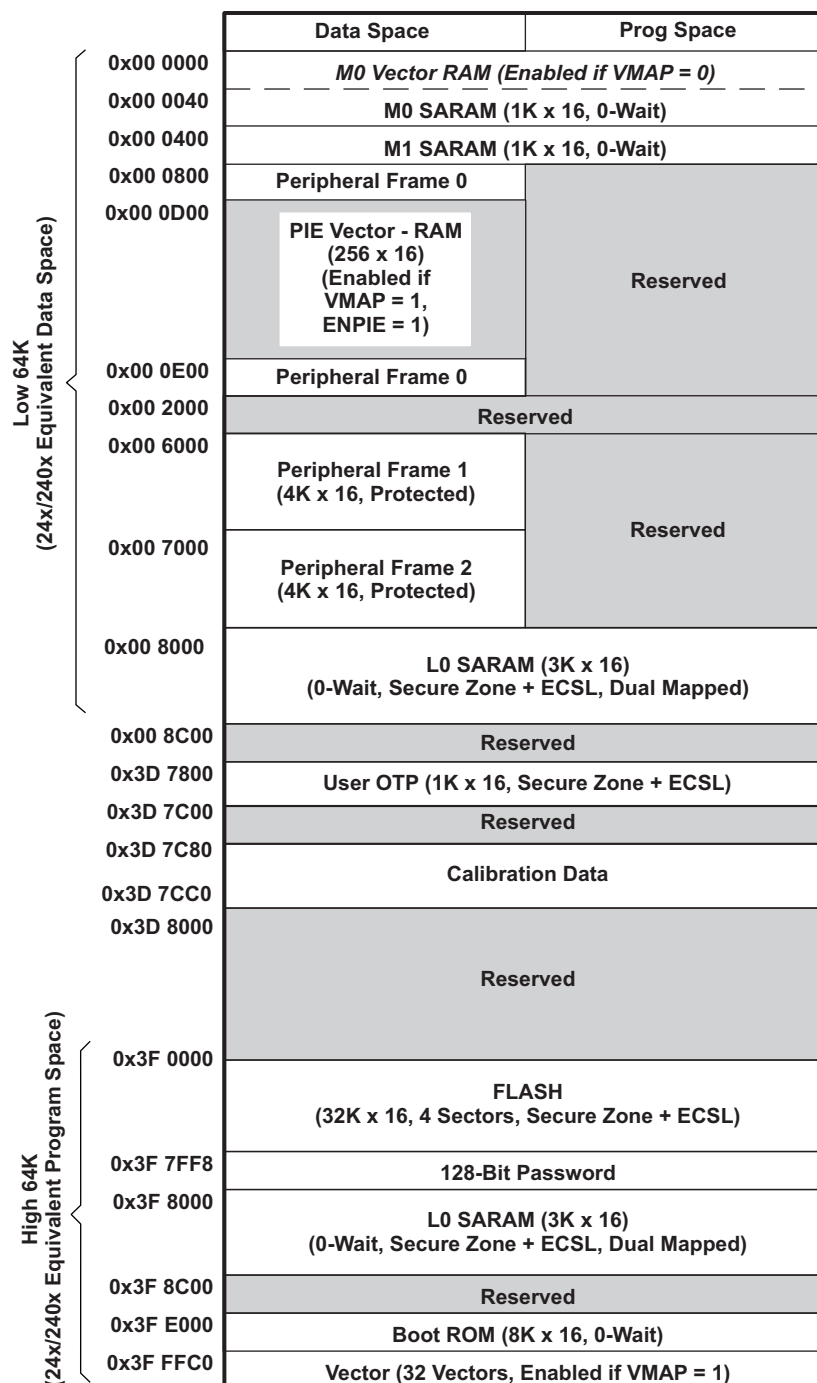 Data Space
Prog Space
0x00 0000
M0 Vector RAM (Enabled if VMAP = 0)
0x00 0040
M0 SARAM (1K x 16, 0-Wait)
0x00 0400
M1 SARAM (1K x 16, 0-Wait)
0x00 0800
Peripheral Frame 0
0x00 0D00
PIE Vector - RAM
(256 x 16)
(Enabled if
VMAP = 1,
ENPIE = 1)
Reserved
0x00 0E00
Peripheral Frame 0
0x00 2000
Reserved
0x00 6000
Peripheral Frame 1
(4K x 16, Protected)
Reserved
0x00 7000
Peripheral Frame 2
(4K x 16, Protected)
0x00 8000
L0 SARAM (3K x 16)
(0-Wait, Secure Zone + ECSL, Dual Mapped)
Low 64K
(24x/240x Equivalent Data Space)
0x00 8C00
Reserved
0x3D 7800
User OTP (1K x 16, Secure Zone + ECSL)
0x3D 7C00
Reserved
0x3D 7C80
Calibration Data
0x3D 7CC0
0x3D 8000
Reserved
0x3F 0000
FLASH
(32K x 16, 4 Sectors, Secure Zone + ECSL)
0x3F 7FF8
128-Bit Password
0x3F 8000
L0 SARAM (3K x 16)
(0-Wait, Secure Zone + ECSL, Dual Mapped)
0x3F 8C00
Reserved
0x3F E000
Boot ROM (8K x 16, 0-Wait)
0x3F FFC0
Vector (32 Vectors, Enabled if VMAP = 1)
High 64K
(24x/240x Equivalent Program Space)